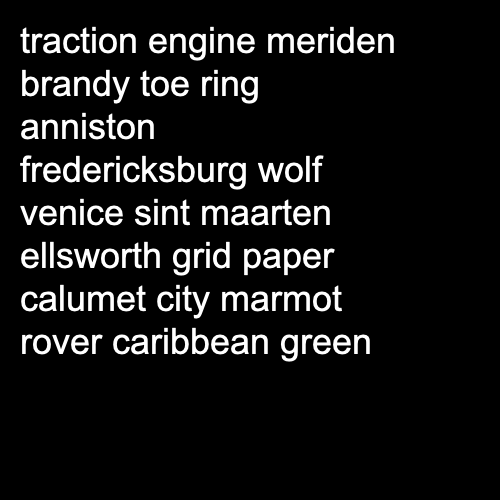 traction engine meriden
brandy toe ring
anniston
fredericksburg wolf
venice sint maarten
ellsworth grid paper
calumet city marmot
rover caribbean green